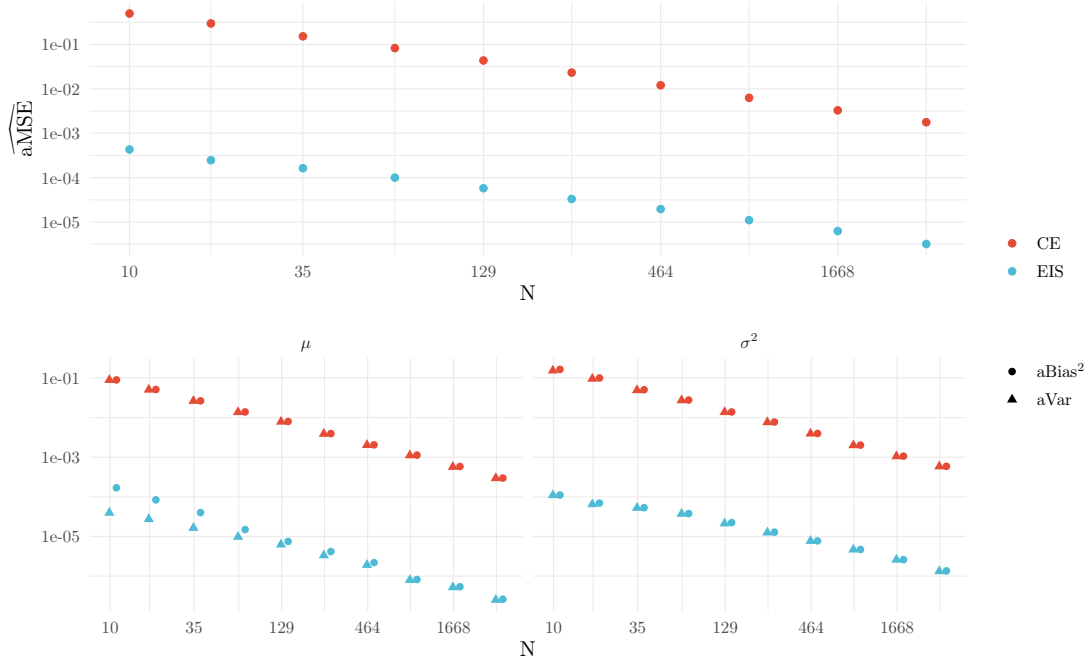 1e-01
1e-02
1e-03
1e-04
1e-05
aMSE
10 35 129 464 1668
N
CE
EIS
μ σ²
1e-01
1e-03
1e-05
10 35 129 464 1668 10 35 129 464 1668
N
aBias²
aVar